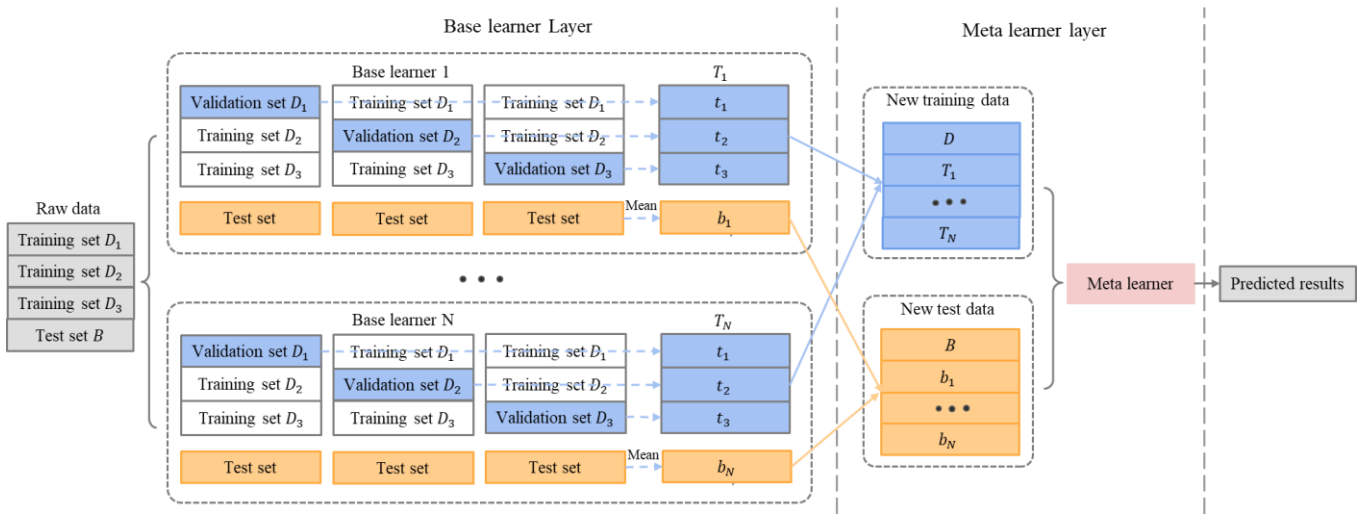 Base learner Layer
Meta learner layer
Raw data
Training set D₁
Training set D₂
Training set D₃
Test set B
Base learner 1
T₁
Validation set D₁ Training set D₁ Training set D₁ t₁
Training set D₂ Validation set D₂ Training set D₂ t₂
Training set D₃ Training set D₃ Validation set D₃ t₃
Test set Test set Test set Mean b₁
• • •
Base learner N
T_N
Validation set D₁ Training set D₁ Training set D₁ t₁
Training set D₂ Validation set D₂ Training set D₂ t₂
Training set D₃ Training set D₃ Validation set D₃ t₃
Test set Test set Test set Mean b_N
New training data
D
T₁
• • •
T_N
New test data
B
b₁
• • •
b_N
Meta learner
Predicted results